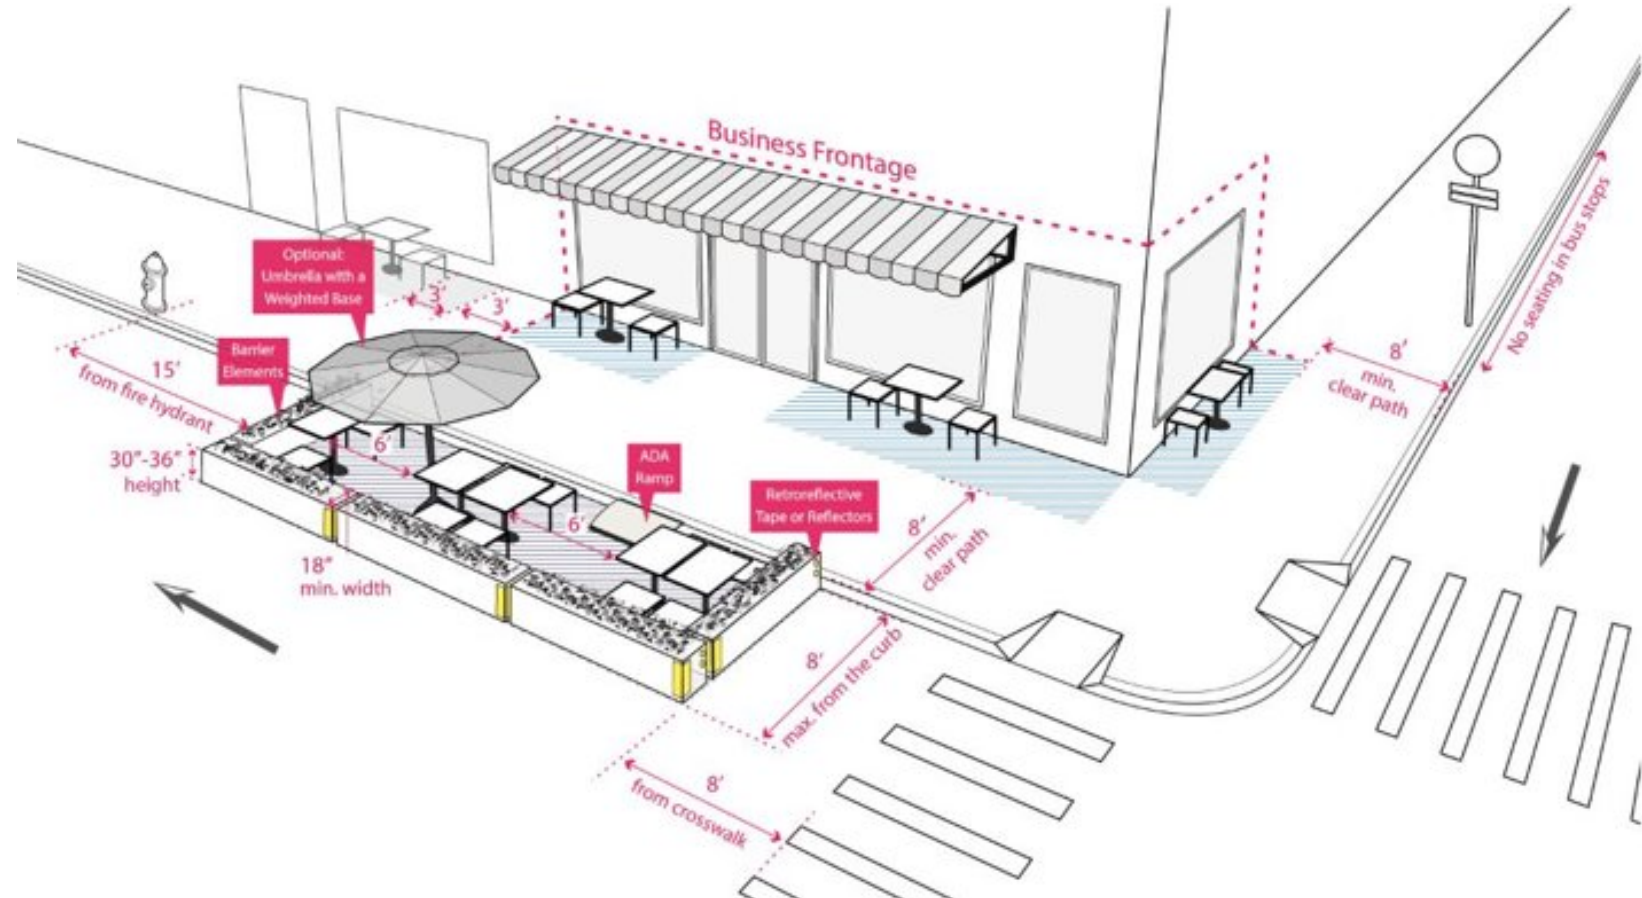 Business Frontage
Optional:
Umbrella with a
Weighted Base
3'
3'
No seating in bus stops
Barrier
Elements
15'
from fire hydrant
8'
min.
clear path
6'
30"-36"
height
ADA
Ramp
Retroreflective
Tape or Reflectors
6'
8'
min.
clear path
18"
min. width
8'
max. from the curb
8'
from crosswalk